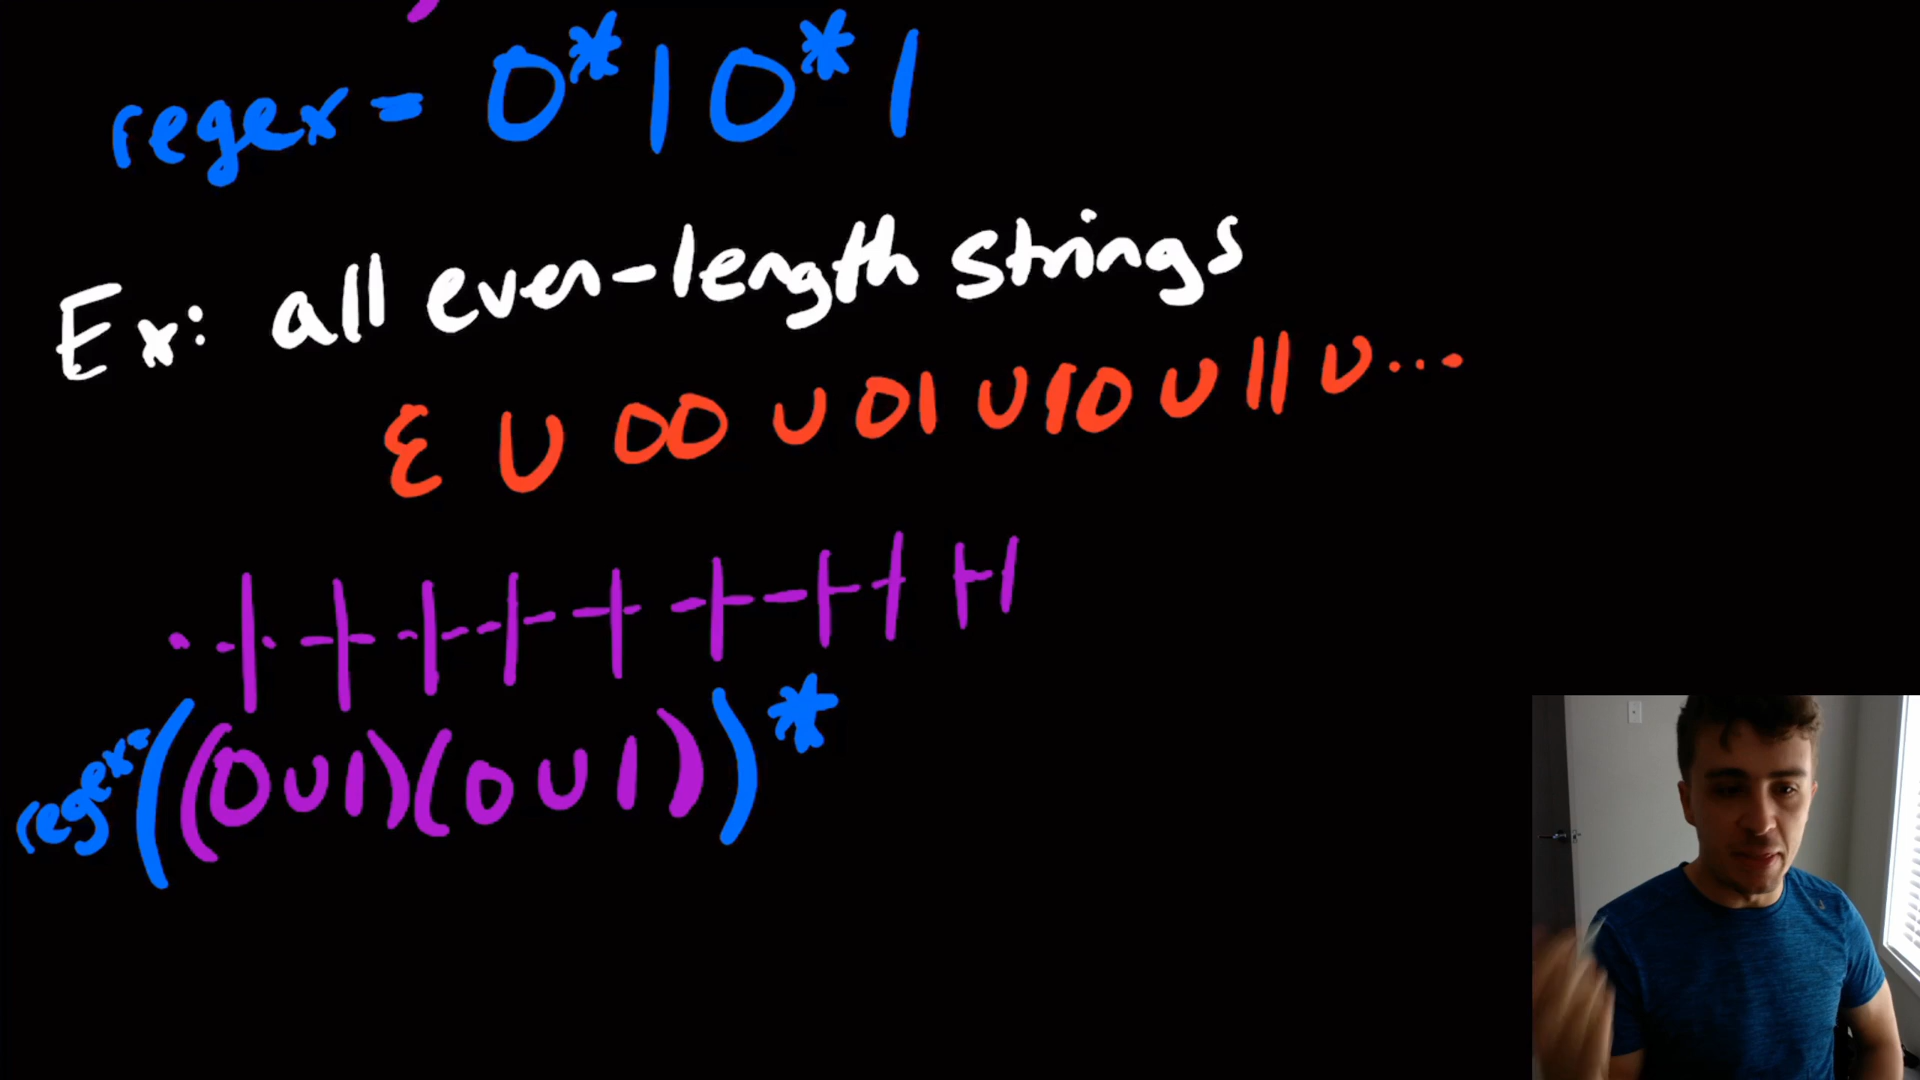 regex = 0*10*1
Ex: all even-length strings
ε ∪ 00 ∪ 01 ∪ 10 ∪ 11 ∪ ...
regex= ((0∪1)(0∪1))*